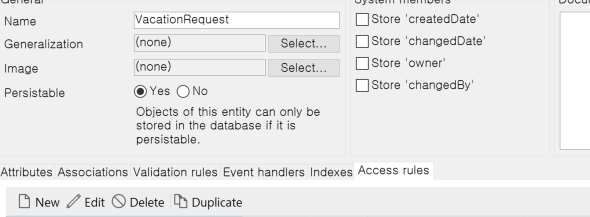 General
System members
Docu
Name
VacationRequest
Store 'createdDate'
Generalization
(none)
Select...
Store 'changedDate'
Image
(none)
Select...
Store 'owner'
Persistable
Yes
No
Store 'changedBy'
Objects of this entity can only be
stored in the database if it is
persistable.
Attributes Associations Validation rules Event handlers Indexes Access rules
New Edit Delete Duplicate